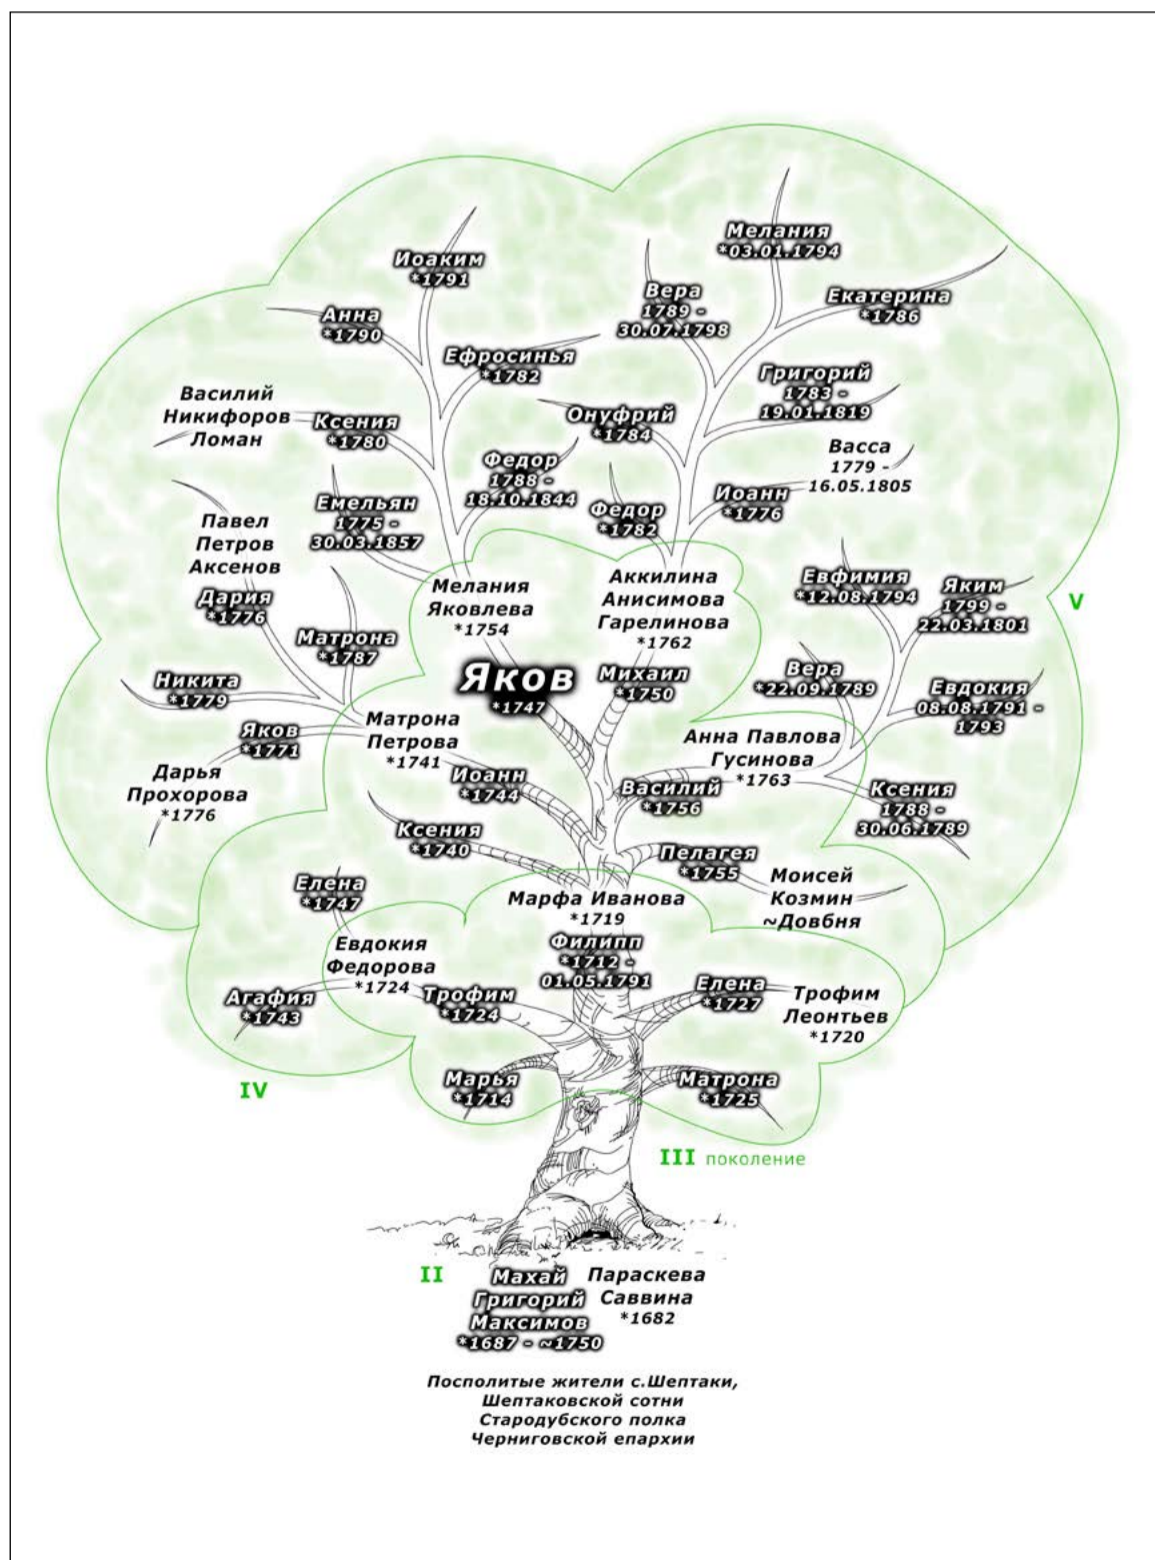 Мелания
*03.01.1794
Иоаким
*1791
Вера
1789 -
30.07.1798
Екатерина
*1786
Анна
*1790
Ефросинья
*1782
Григорий
1783 -
19.01.1819
Василий
Никифоров
Ломан
Ксения
*1780
Онуфрий
*1784
Васса
1779 -
16.05.1805
Федор
1788 -
18.10.1844
Иоанн
*1776
Емельян
1775 -
30.03.1857
Федор
*1782
Павел
Петров
Аксенов
Мелания
Яковлева
*1754
Аккилина
Анисимова
Гарелинова
*1762
Евфимия
*12.08.1794
Яким
1799 -
22.03.1801
V
Дария
*1776
Матрона
*1787
Яков
*1747
Михаил
*1750
Вера
*22.09.1789
Евдокия
08.08.1791 -
1793
Никита
*1779
Яков
*1771
Матрона
Петрова
*1741
Анна Павлова
Гусинова
*1763
Дарья
Прохорова
*1776
Иоанн
*1744
Василий
*1756
Ксения
1788 -
30.06.1789
Ксения
*1740
Пелагея
*1755
Моисей
Козмин
~Довбня
Елена
*1747
Марфа Иванова
*1719
Филипп
*1712 -
01.05.1791
Евдокия
Федорова
*1724
Агафия
*1743
Трофим
*1724
Елена
*1727
Трофим
Леонтьев
*1720
Марья
*1714
Матрона
*1725
IV
III поколение
II
Махай
Григорий
Максимов
*1687 - ~1750
Параскева
Саввина
*1682
Посполитые жители с.Шептаки,
Шептаковской сотни
Стародубского полка
Черниговской епархии